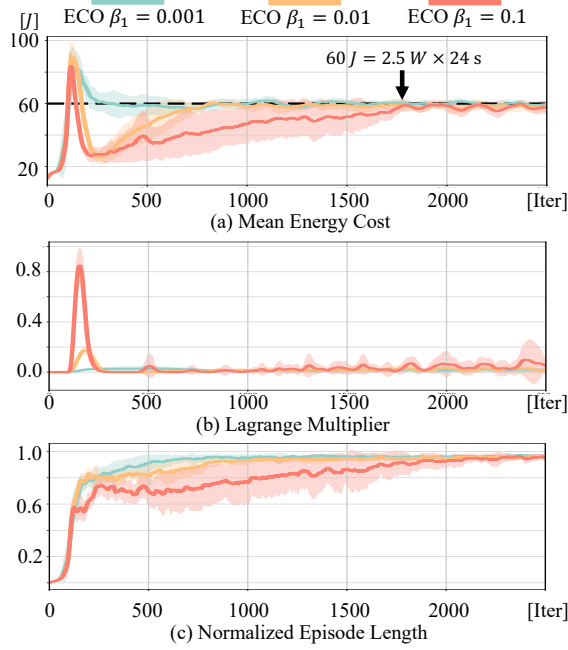 [J] ECO β₁ = 0.001 ECO β₁ = 0.01 ECO β₁ = 0.1
100
60 J = 2.5 W × 24 s
60
20
0 500 1000 1500 2000 [Iter]
(a) Mean Energy Cost
0.8
0.4
0.0
0 500 1000 1500 2000 [Iter]
(b) Lagrange Multiplier
1.0
0.6
0.2
0 500 1000 1500 2000 [Iter]
(c) Normalized Episode Length